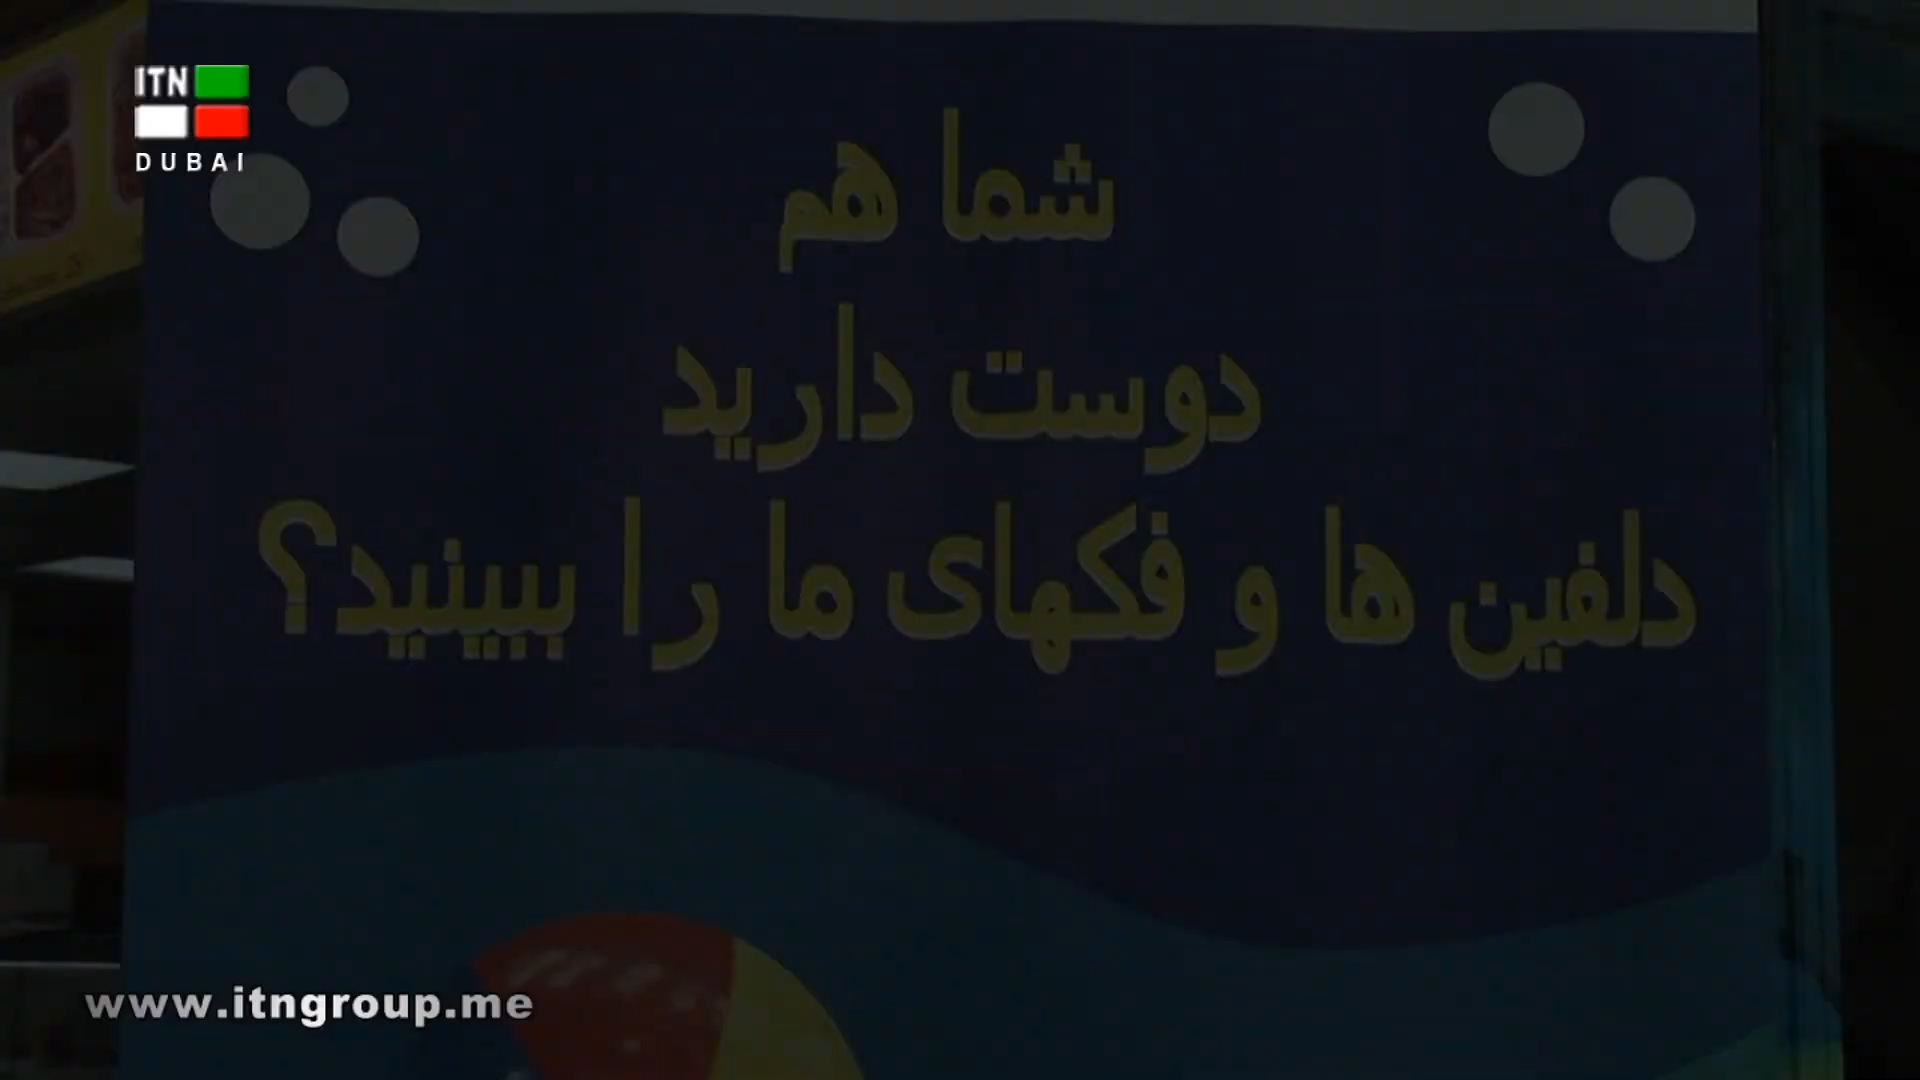 ITN
DUBAI
شما هم
دوست دارید
دلفین ها و فکهای ما را ببینید؟
www.itngroup.me